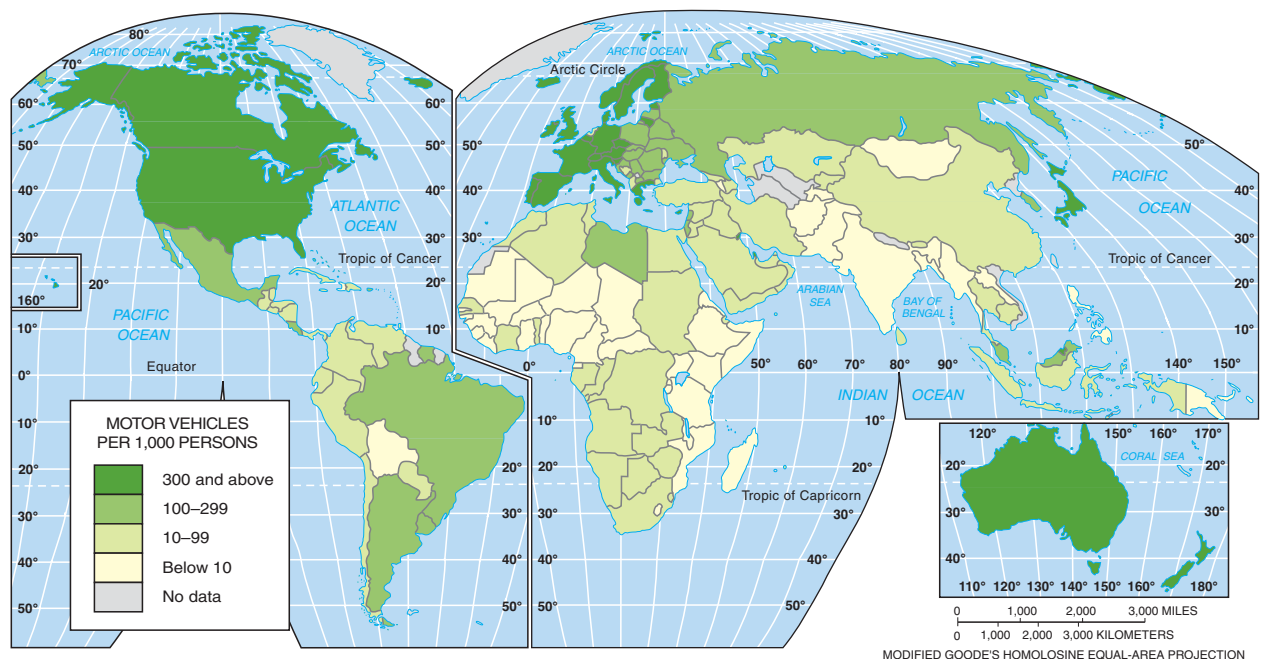 80°
ARCTIC OCEAN
70°
60°
60°
50°
50°
40°
40°
ATLANTIC
OCEAN
30°
30°
Tropic of Cancer
20°
20°
160°
PACIFIC
OCEAN
10°
10°
Equator
0°
0°
10°
10°
20°
20°
30°
30°
40°
40°
50°
50°
ARCTIC OCEAN
Arctic Circle
60°
50°
50°
40°
40°
PACIFIC
OCEAN
30°
30°
Tropic of Cancer
20°
ARABIAN
SEA
BAY OF
BENGAL
10°
10°
50°
60°
70°
80°
90°
140°
150°
INDIAN
OCEAN
10°
10°
20°
20°
Tropic of Capricorn
30°
30°
40°
40°
50°
50°
MOTOR VEHICLES
PER 1,000 PERSONS
300 and above
100–299
10–99
Below 10
No data
120°
150°
160°
170°
CORAL SEA
20°
20°
30°
30°
40°
110°
120°
130°
140°
150°
160°
180°
0
1,000
2,000
3,000 MILES
0
1,000
2,000
3,000 KILOMETERS
MODIFIED GOODE'S HOMOLOSINE EQUAL-AREA PROJECTION